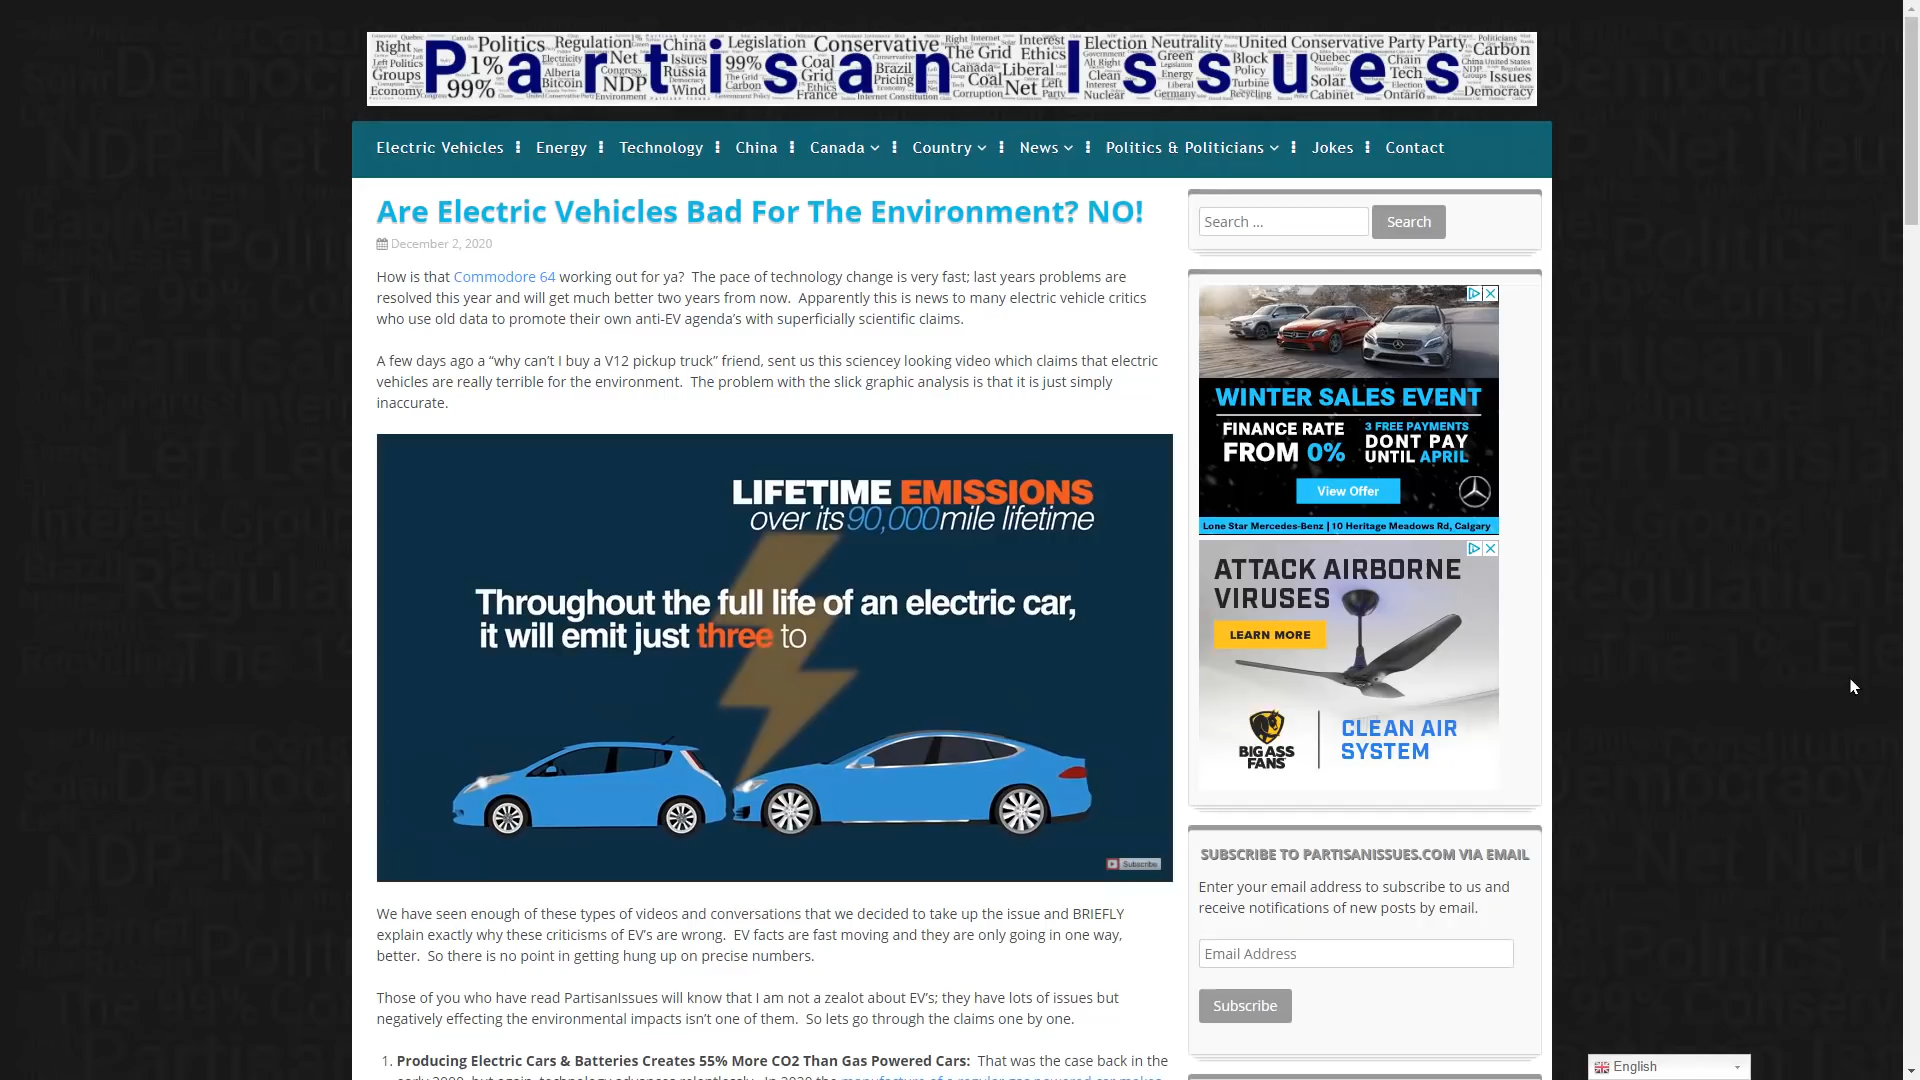 Partisan Issues
Electric Vehicles
Energy
Technology
China
Canada
Country
News
Politics & Politicians
Jokes
Contact
Are Electric Vehicles Bad For The Environment? NO!
December 2, 2020
How is that Commodore 64 working out for ya?  The pace of technology change is very fast; last years problems are
resolved this year and will get much better two years from now.  Apparently this is news to many electric vehicle critics
who use old data to promote their own anti-EV agenda’s with superficially scientific claims.
A few days ago a “why can’t I buy a V12 pickup truck” friend, sent us this sciencey looking video which claims that electric
vehicles are really terrible for the environment.  The problem with the slick graphic analysis is that it is just simply
inaccurate.
LIFETIME EMISSIONS
over its 90,000 mile lifetime
Throughout the full life of an electric car,
it will emit just three to
Subscribe
We have seen enough of these types of videos and conversations that we decided to take up the issue and BRIEFLY
explain exactly why these criticisms of EV’s are wrong.  EV facts are fast moving and they are only going in one way,
better.  So there is no point in getting hung up on precise numbers.
Those of you who have read PartisanIssues will know that I am not a zealot about EV’s; they have lots of issues but
negatively effecting the environmental impacts isn’t one of them.  So lets go through the claims one by one.
1. Producing Electric Cars & Batteries Creates 55% More CO2 Than Gas Powered Cars:  That was the case back in the
Search ...
Search
WINTER SALES EVENT
FINANCE RATE
FROM 0%
3 FREE PAYMENTS
DONT PAY
UNTIL APRIL
View Offer
Lone Star Mercedes-Benz | 10 Heritage Meadows Rd, Calgary
ATTACK AIRBORNE
VIRUSES
LEARN MORE
BIG ASS
FANS
CLEAN AIR
SYSTEM
SUBSCRIBE TO PARTISANISSUES.COM VIA EMAIL
Enter your email address to subscribe to us and
receive notifications of new posts by email.
Email Address
Subscribe
English